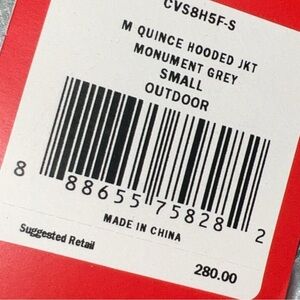 CVS8H5F-S
M QUINCE HOODED JKT
MONUMENT GREY
SMALL
OUTDOOR
8 88655 75828 2
MADE IN CHINA
Suggested Retail
280.00